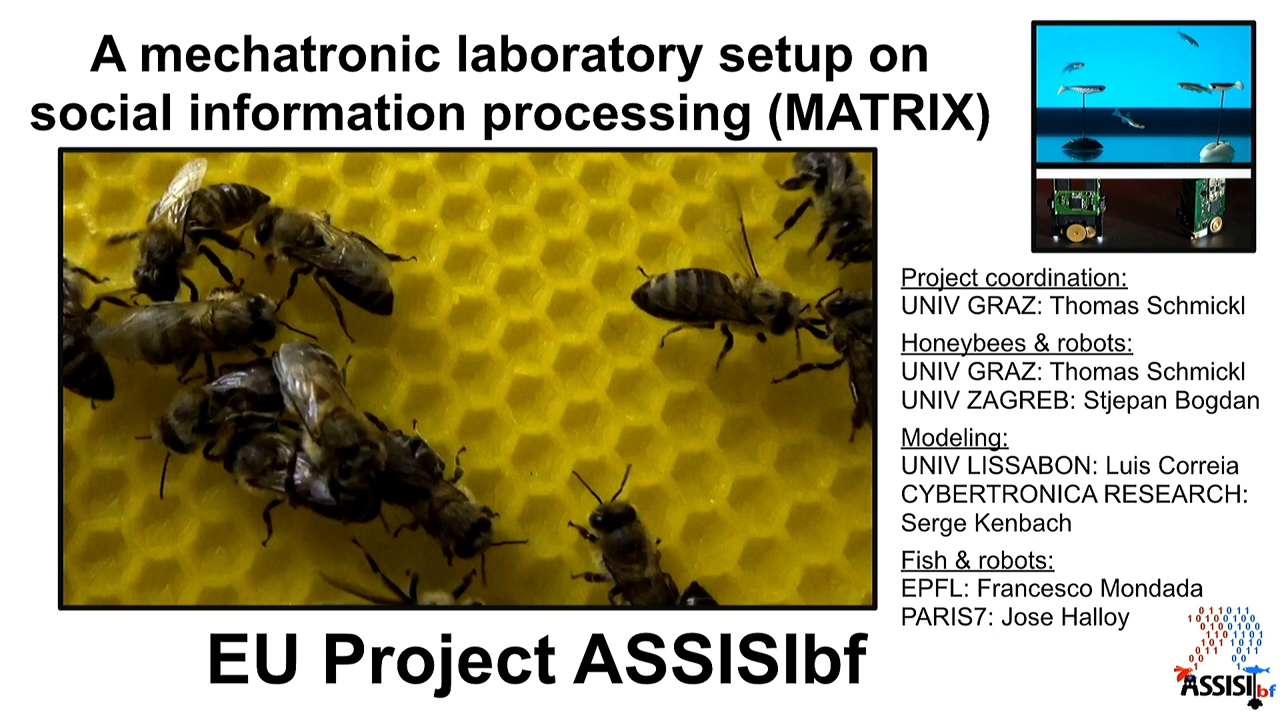 A mechatronic laboratory setup on
social information processing (MATRIX)
Project coordination:
UNIV GRAZ: Thomas Schmickl
Honeybees & robots:
UNIV GRAZ: Thomas Schmickl
UNIV ZAGREB: Stjepan Bogdan
Modeling:
UNIV LISSABON: Luis Correia
CYBERTRONICA RESEARCH:
Serge Kenbach
Fish & robots:
EPFL: Francesco Mondada
PARIS7: Jose Halloy
EU Project ASSISIbf
ASSISIbf